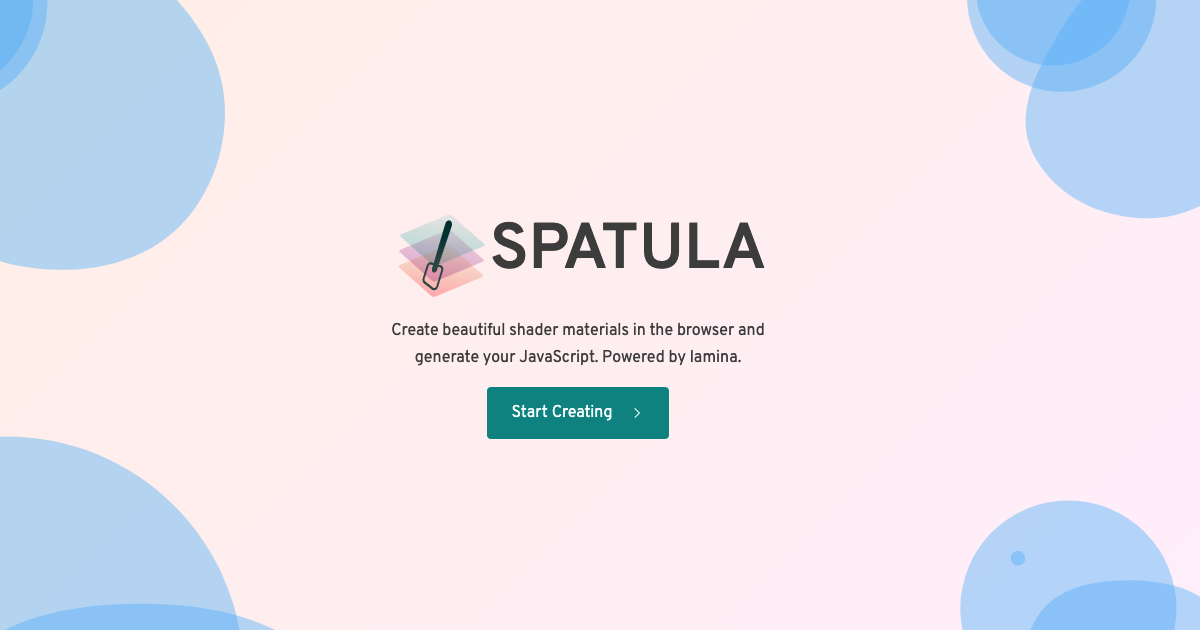 SPATULA
Create beautiful shader materials in the browser and
generate your JavaScript. Powered by lamina.
Start Creating